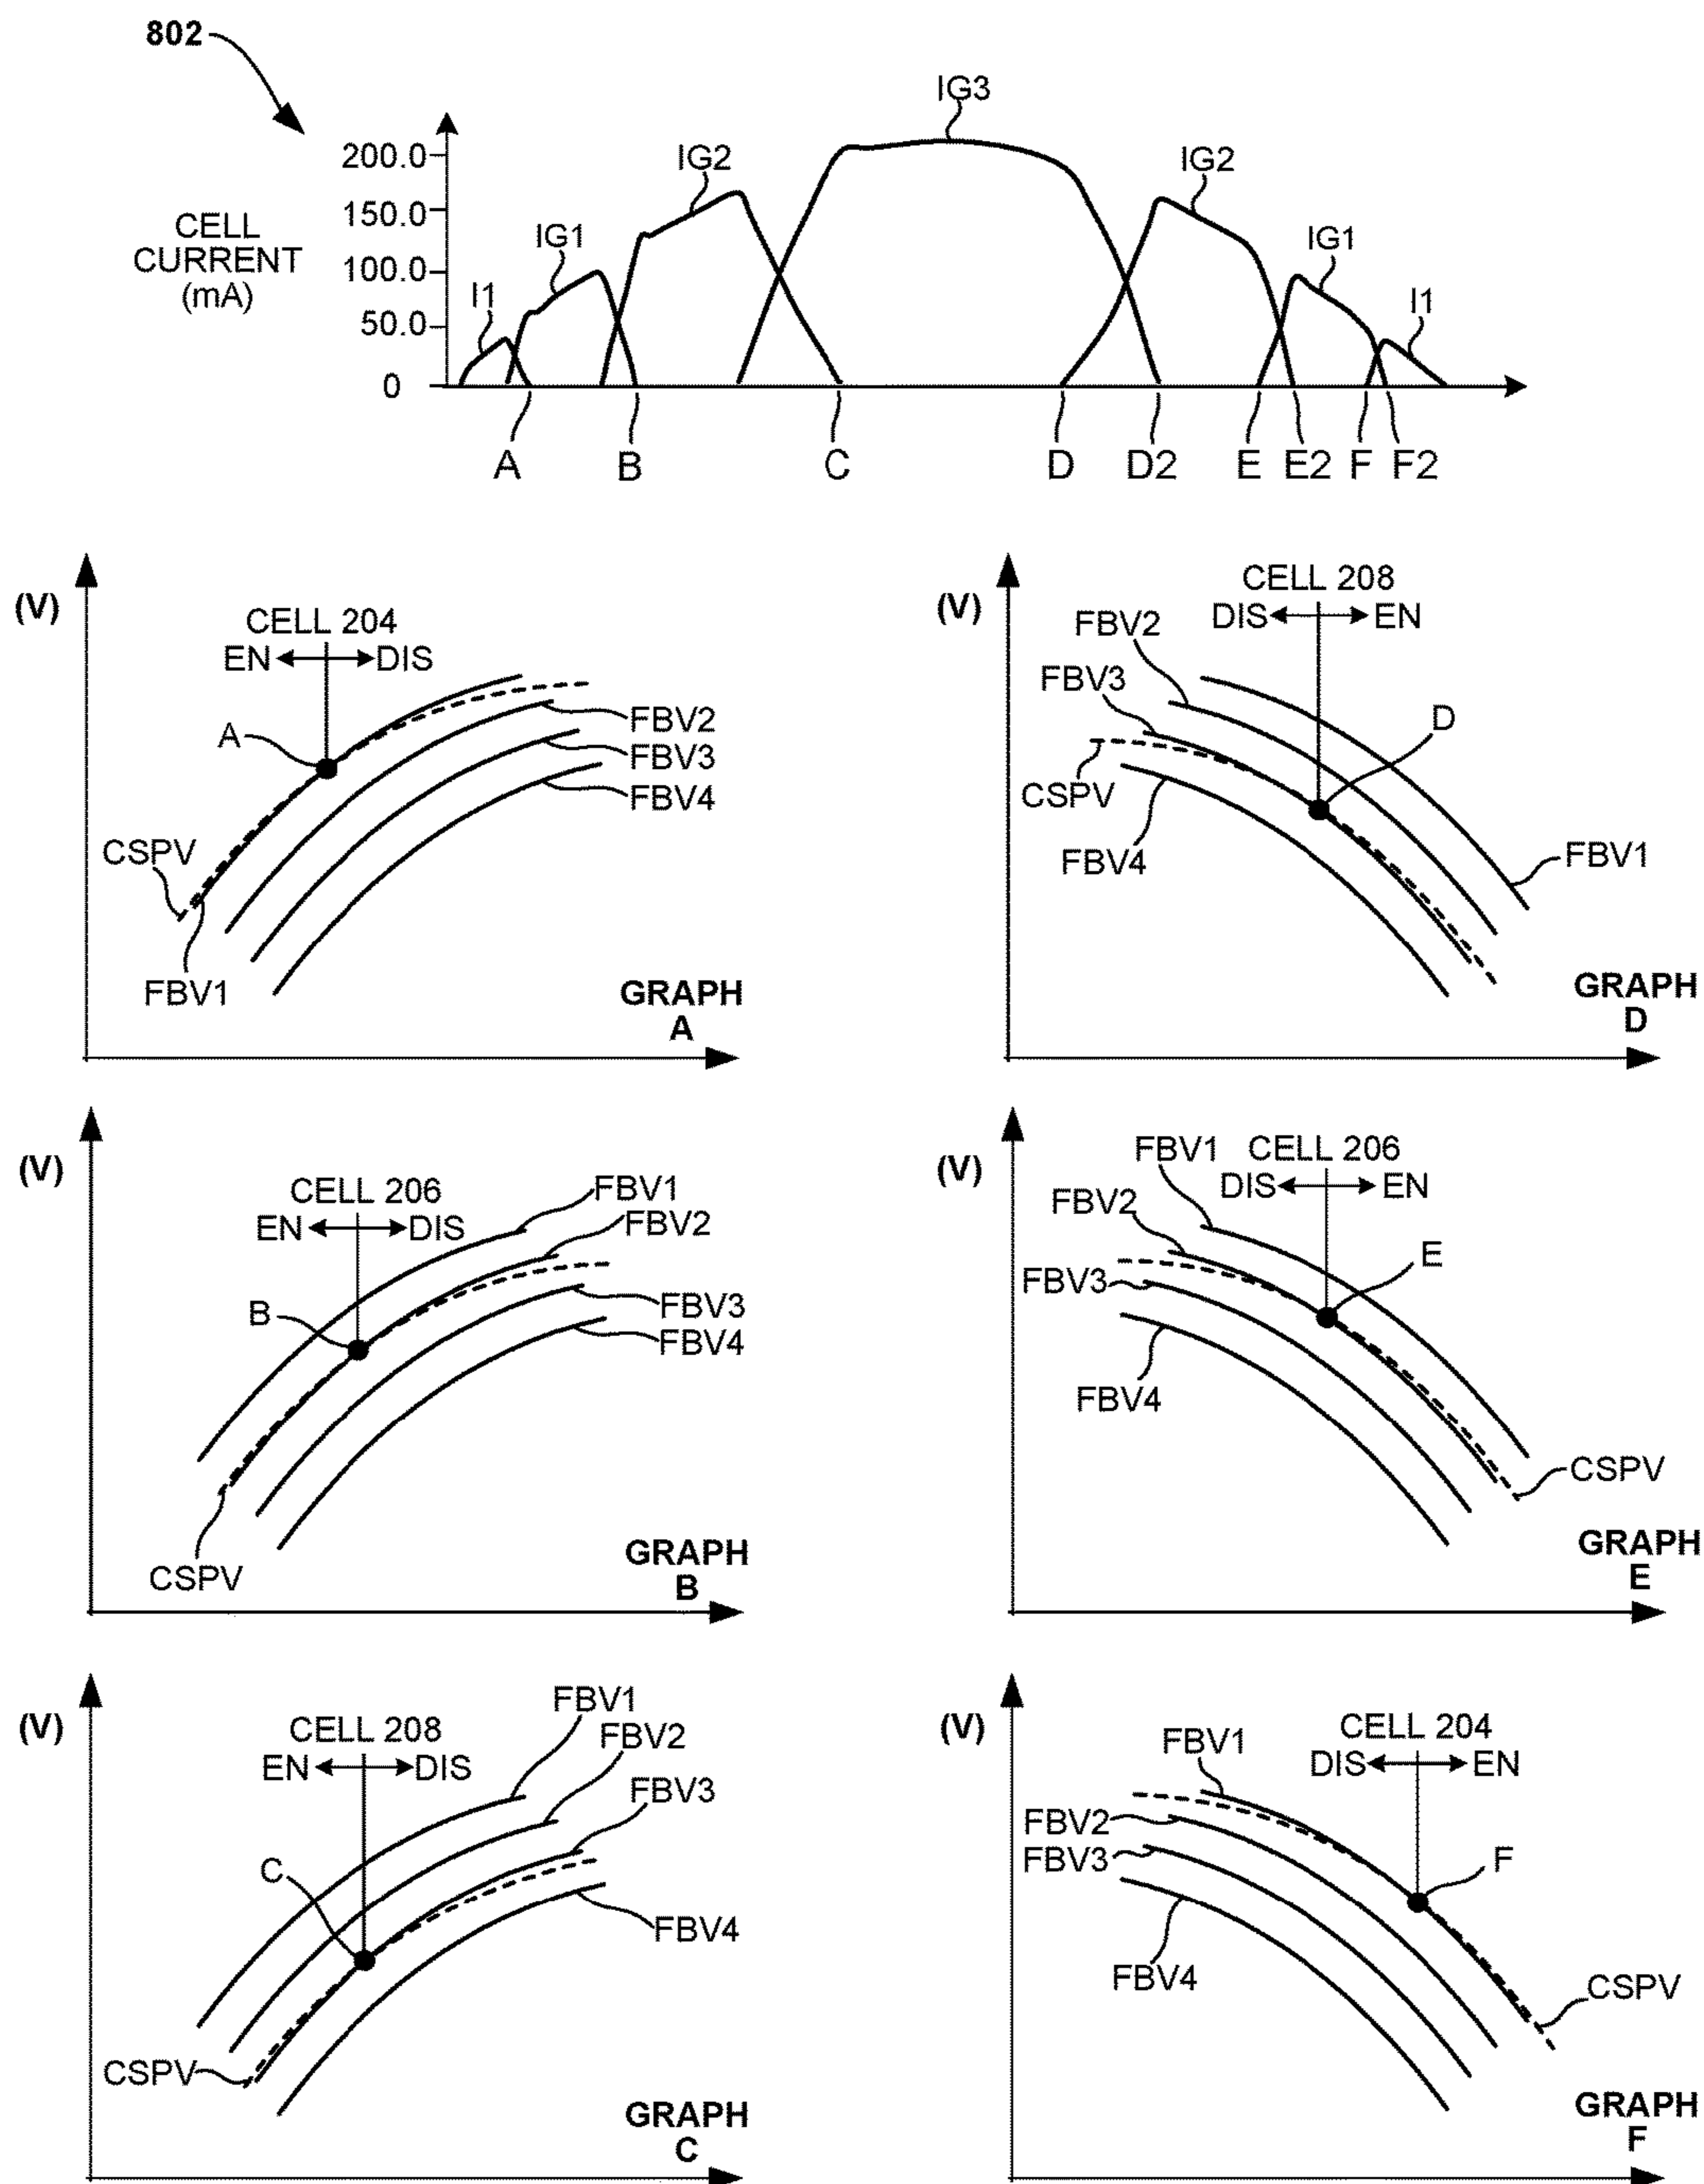 802
IG3
200.0
IG2
IG2
150.0
CELL
CURRENT
(mA)
IG1
IG1
100.0
I1
I1
50.0
0
A
B
C
D
D2
E
E2
F
F2
(V)
CELL 204
EN
DIS
A
FBV2
FBV3
FBV4
CSPV
FBV1
GRAPH
A
(V)
CELL 208
DIS
EN
FBV2
FBV3
D
CSPV
FBV4
FBV1
GRAPH
D
(V)
CELL 206
EN
DIS
FBV1
FBV2
B
FBV3
FBV4
CSPV
GRAPH
B
(V)
FBV1
CELL 206
DIS
EN
FBV2
E
FBV3
FBV4
CSPV
GRAPH
E
(V)
CELL 208
EN
DIS
FBV1
FBV2
FBV3
C
FBV4
CSPV
GRAPH
C
(V)
CELL 204
FBV1
DIS
EN
FBV2
FBV3
F
FBV4
CSPV
GRAPH
F